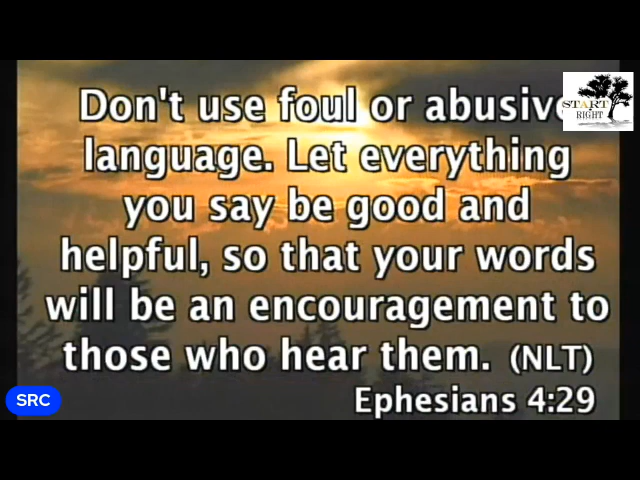 START
RIGHT
Don't use foul or abusive
language. Let everything
you say be good and
helpful, so that your words
will be an encouragement to
those who hear them. (NLT)
Ephesians 4:29
SRC